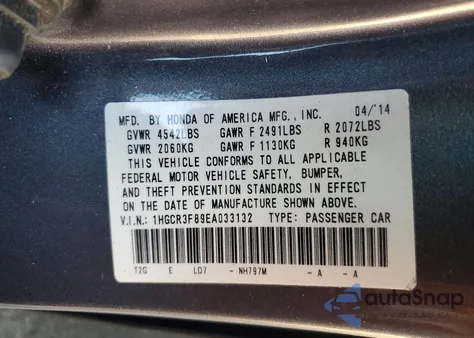 MFD. BY HONDA OF AMERICA MFG., INC. 04/'14
GVWR 4542LBS GAWR F 2491LBS R 2072LBS
GVWR 2060KG GAWR F 1130KG R 940KG
THIS VEHICLE CONFORMS TO ALL APPLICABLE
FEDERAL MOTOR VEHICLE SAFETY, BUMPER,
AND THEFT PREVENTION STANDARDS IN EFFECT
ON THE DATE OF MANUFACTURE SHOWN ABOVE.
V.I.N.: 1HGCR3F89EA033132 TYPE: PASSENGER CAR
T2G E LD7 - NH797M - A - A
autoSnap